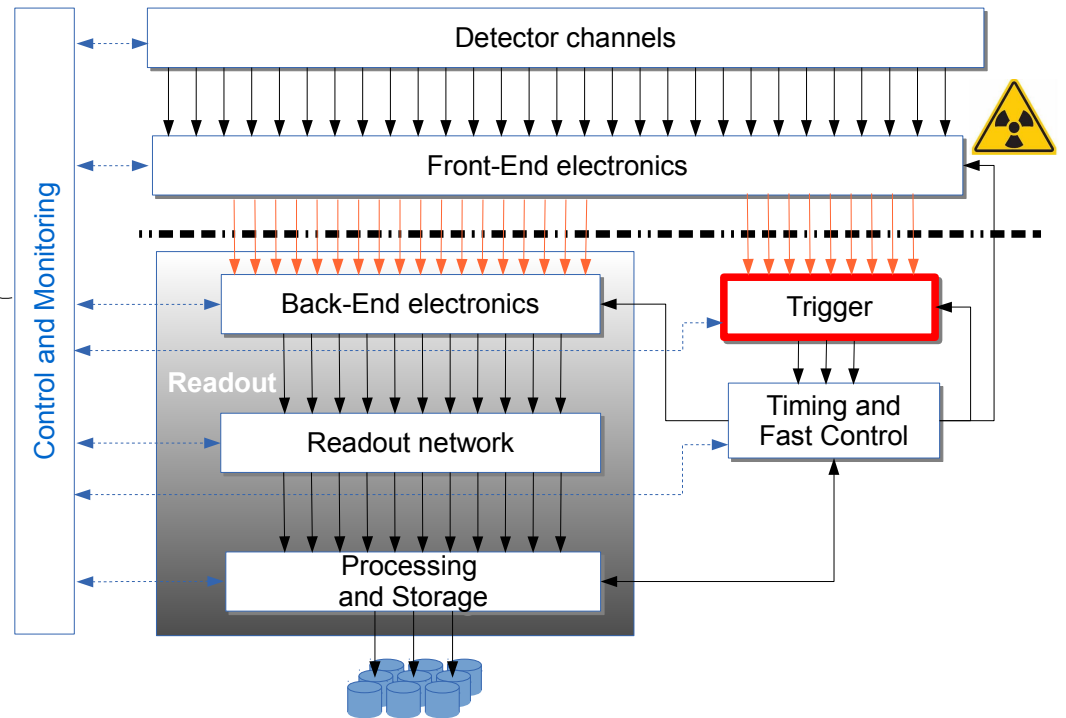 Detector channels
Front-End electronics
Control and Monitoring
Back-End electronics
Trigger
Readout
Timing and
Fast Control
Readout network
Processing
and Storage